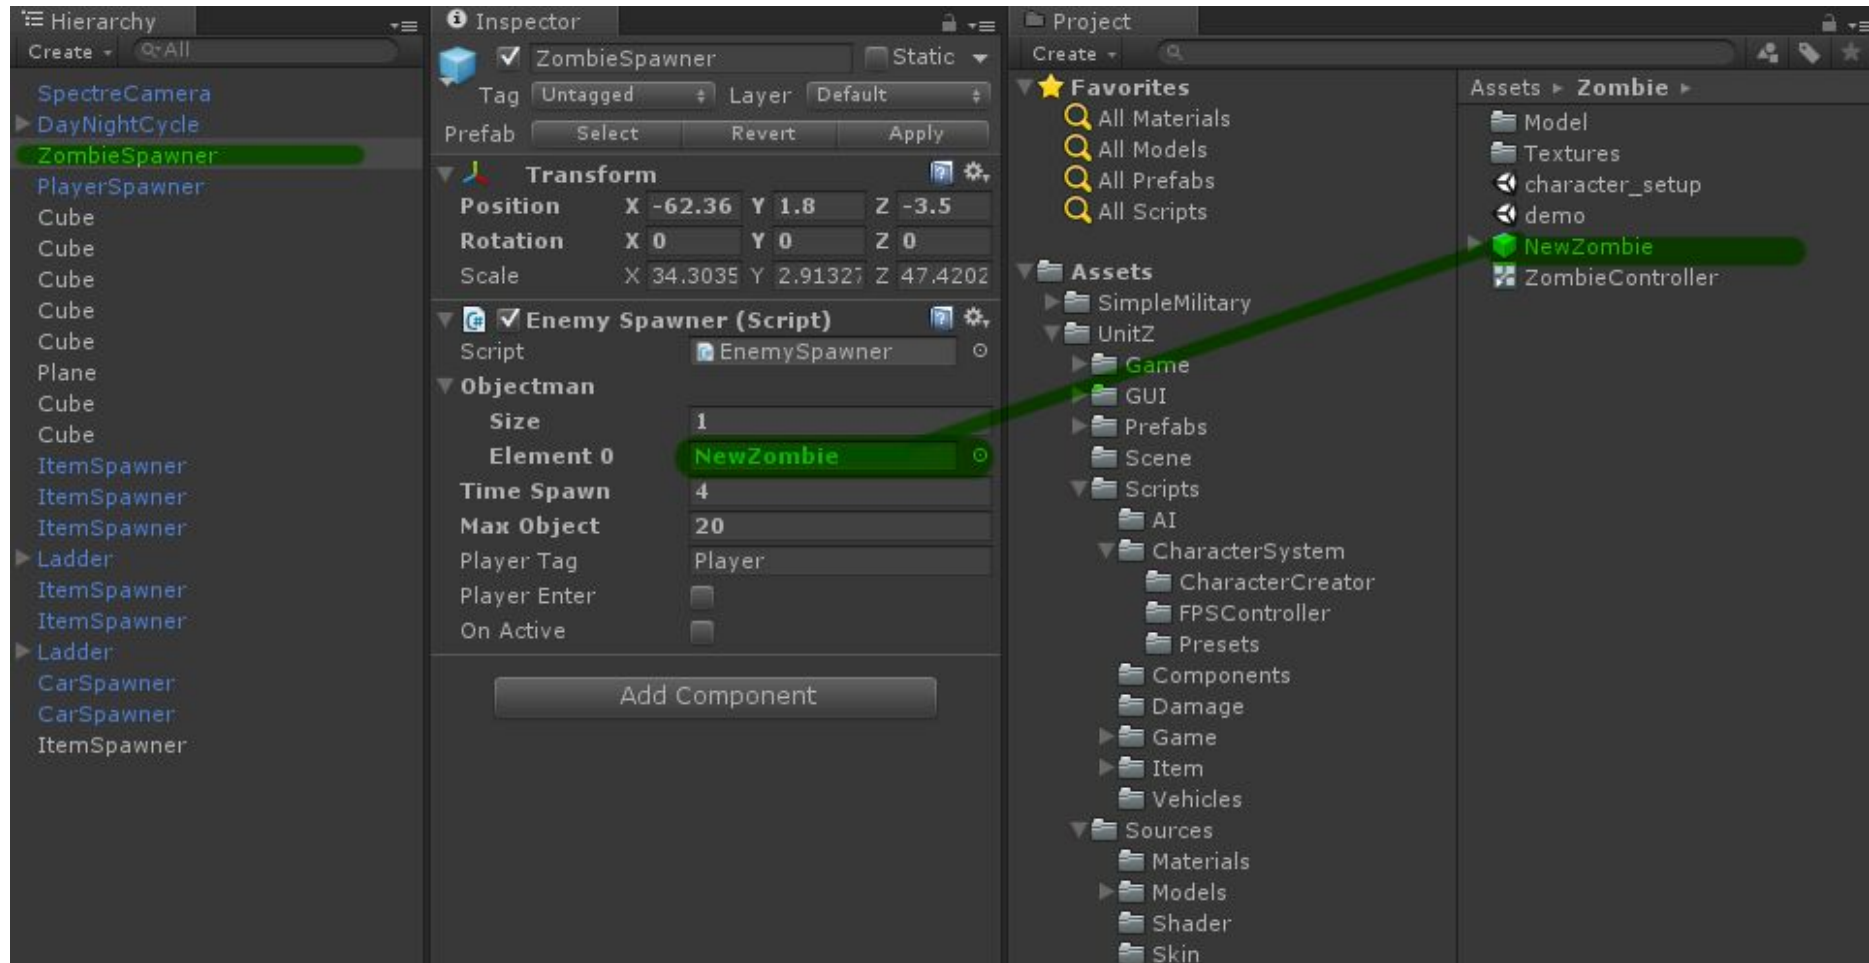 Hierarchy
Create
All
SpectreCamera
DayNightCycle
ZombieSpawner
PlayerSpawner
Cube
Cube
Cube
Cube
Cube
Plane
Cube
Cube
ItemSpawner
ItemSpawner
ItemSpawner
Ladder
ItemSpawner
ItemSpawner
Ladder
CarSpawner
CarSpawner
ItemSpawner
Inspector
ZombieSpawner Static
Tag Untagged Layer Default
Prefab Select Revert Apply
Transform
Position X -62.36 Y 1.8 Z -3.5
Rotation X 0 Y 0 Z 0
Scale X 34.3035 Y 2.91327 Z 47.4202
Enemy Spawner (Script)
Script EnemySpawner
Objectman
Size 1
Element 0 NewZombie
Time Spawn 4
Max Object 20
Player Tag Player
Player Enter
On Active
Add Component
Project
Create
Favorites
All Materials
All Models
All Prefabs
All Scripts
Assets
SimpleMilitary
UnitZ
Game
GUI
Prefabs
Scene
Scripts
AI
CharacterSystem
CharacterCreator
FPSController
Presets
Components
Damage
Game
Item
Vehicles
Sources
Materials
Models
Shader
Skin
Assets Zombie
Model
Textures
character_setup
demo
NewZombie
ZombieController